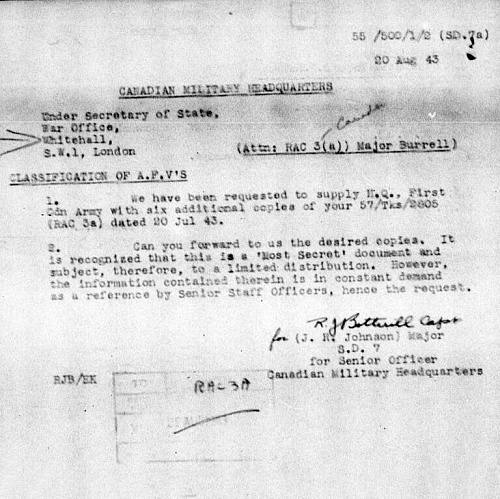 55 /500/1/2 (SD.7a)
20 Aug 43
CANADIAN MILITARY HEADQUARTERS
Under Secretary of State,
War Office,
Whitehall,
S.W.1, London
Canada
(Attn: RAC 3(a)) Major Burrell)
CLASSIFICATION OF A.F.V'S
1. We have been requested to supply H.Q., First
Cdn Army with six additional copies of your 57/Tks/2805
(RAC 3a) dated 20 Jul 43.
2. Can you forward to us the desired copies. It
is recognized that this is a 'Most Secret' document and
subject, therefore, to a limited distribution. However,
the information contained therein is in constant demand
as a reference by Senior Staff Officers, hence the request.
R J Bothwell Capt
for (J. R. Johnson) Major
S.D. 7
for Senior Officer
Canadian Military Headquarters
RJB/EK
RAC3A